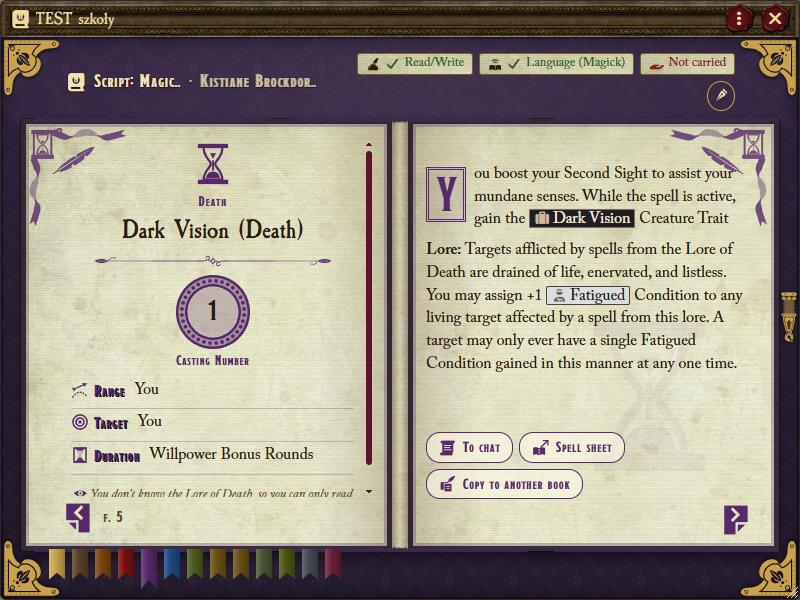 TEST szkoly
Script: Magic.. · Kistiane Brockdor..
Read/Write
Language (Magick)
Not carried
Death
Dark Vision (Death)
1
Casting Number
Range You
Target You
Duration Willpower Bonus Rounds
You don't know the Lore of Death, so you can only read
F. 5
You boost your Second Sight to assist your
mundane senses. While the spell is active,
gain the Dark Vision Creature Trait
Lore: Targets afflicted by spells from the Lore of
Death are drained of life, enervated, and listless.
You may assign +1 Fatigued Condition to any
living target affected by a spell from this lore. A
target may only ever have a single Fatigued
Condition gained in this manner at any one time.
To chat
Spell sheet
Copy to another book